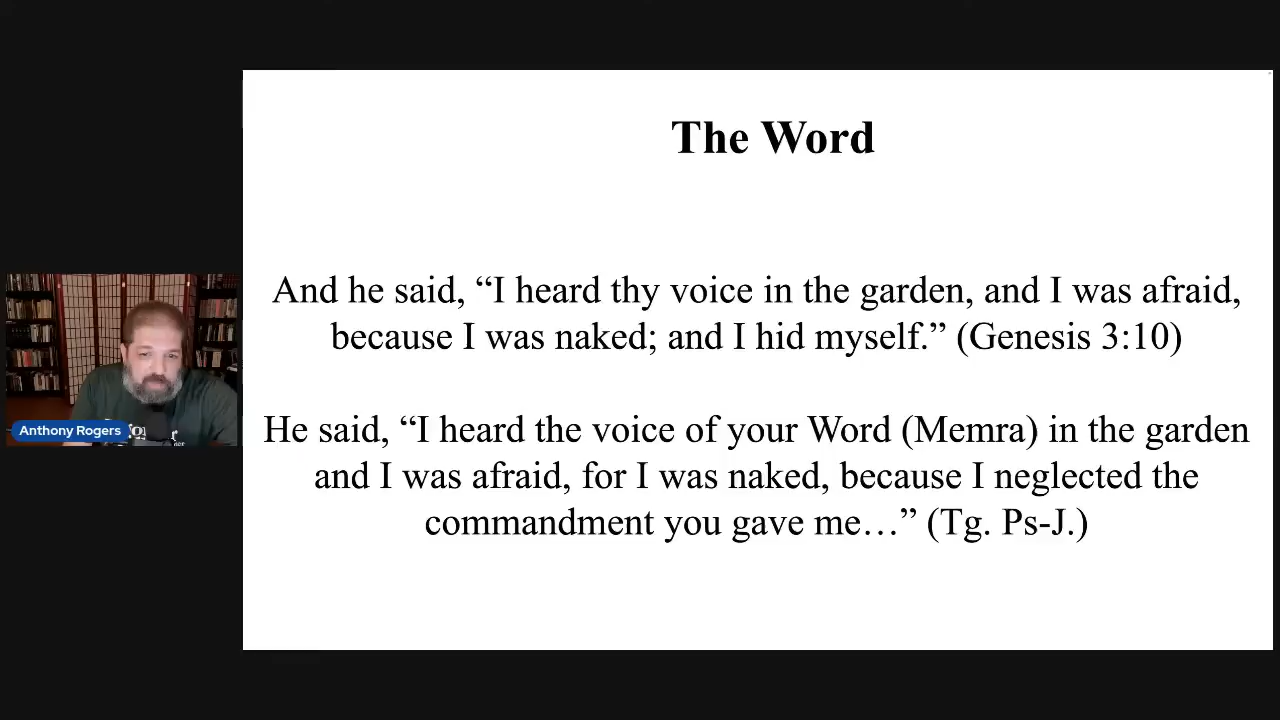 The Word
And he said, “I heard thy voice in the garden, and I was afraid,
because I was naked; and I hid myself.” (Genesis 3:10)
He said, “I heard the voice of your Word (Memra) in the garden
and I was afraid, for I was naked, because I neglected the
commandment you gave me…” (Tg. Ps-J.)
Anthony Rogers